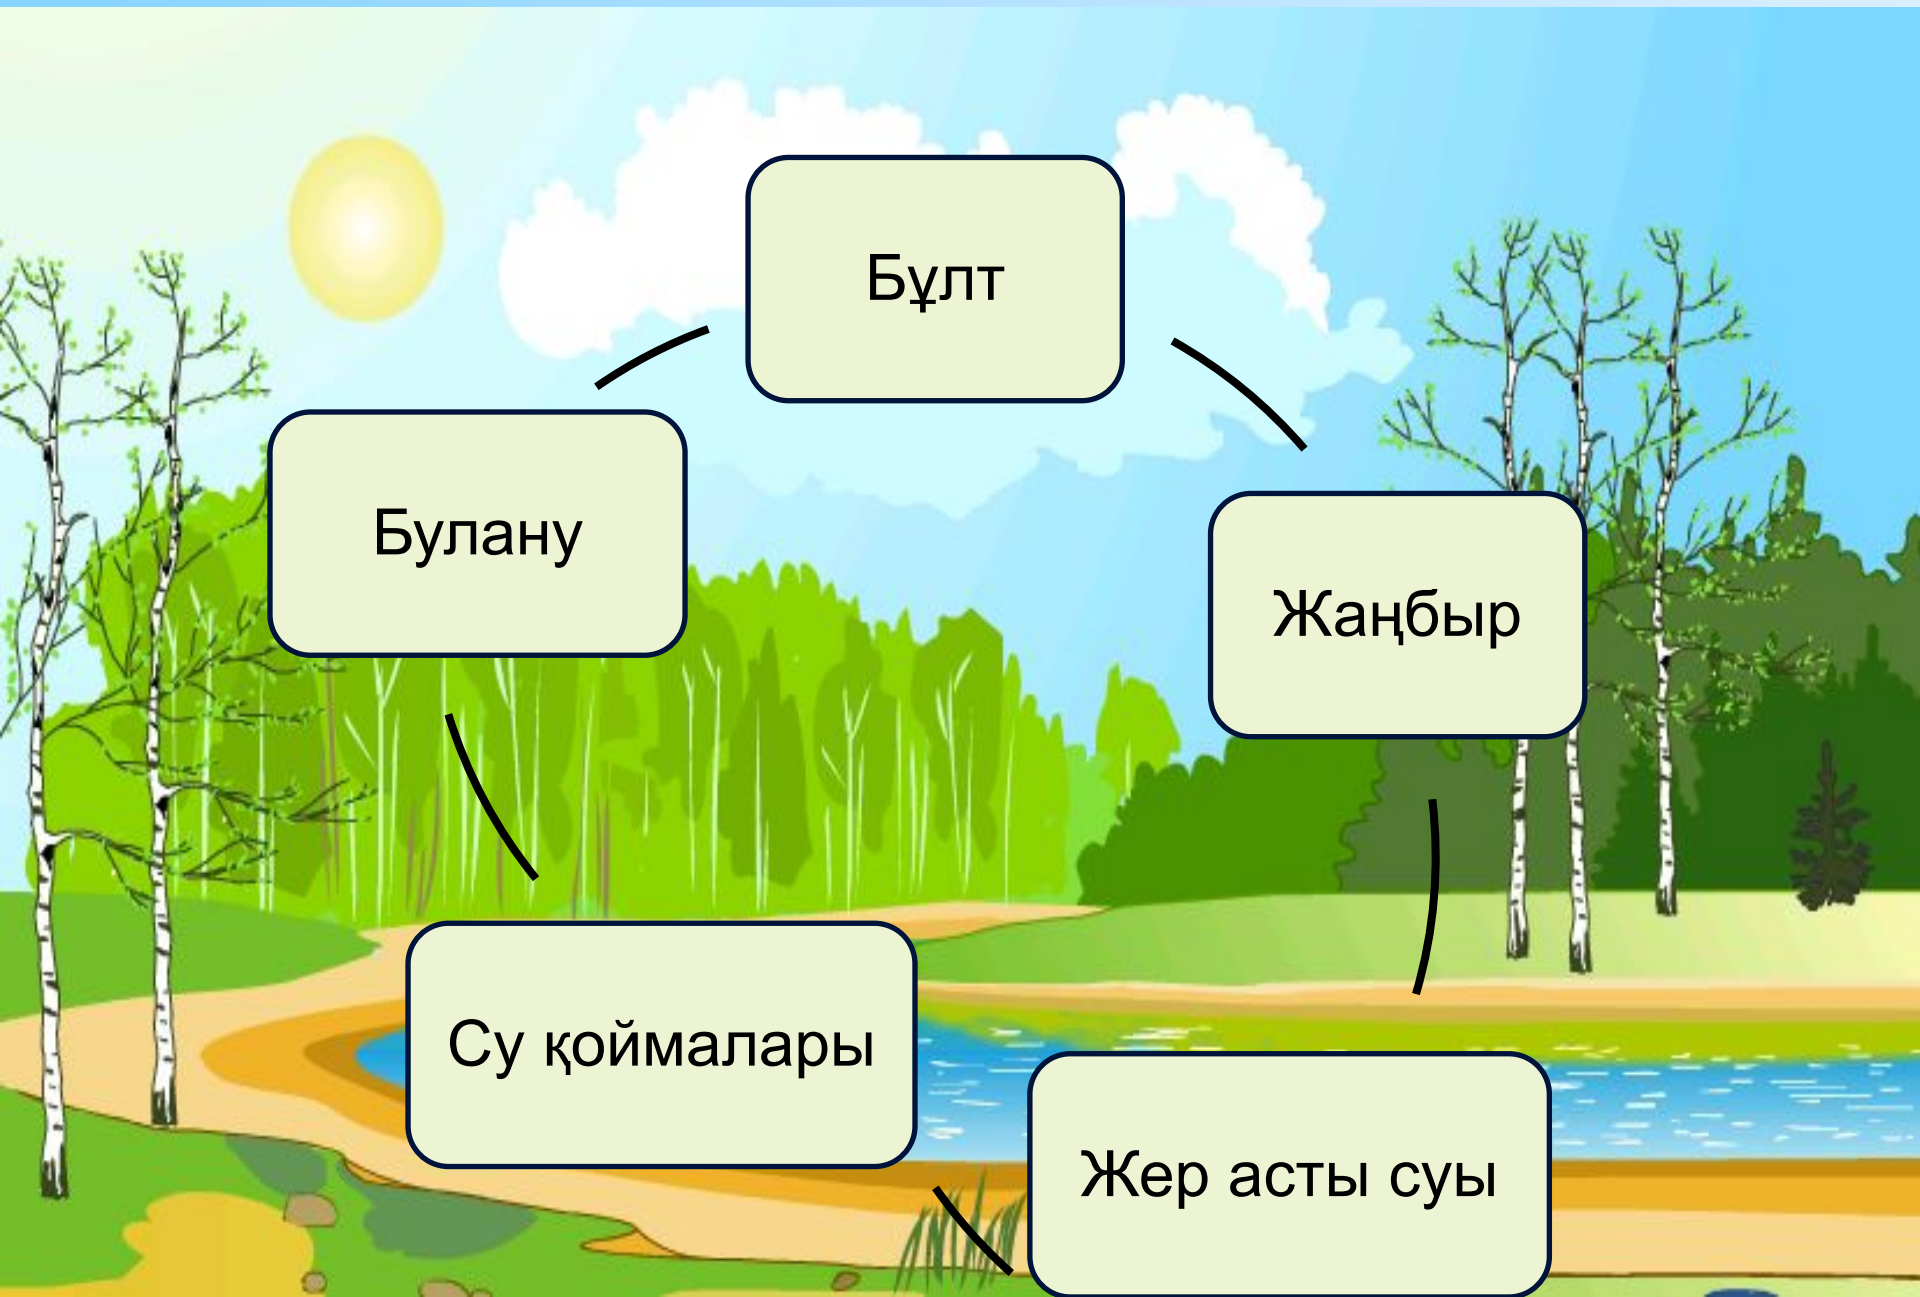 Бұлт
Булану
Жаңбыр
Су қоймалары
Жер асты суы